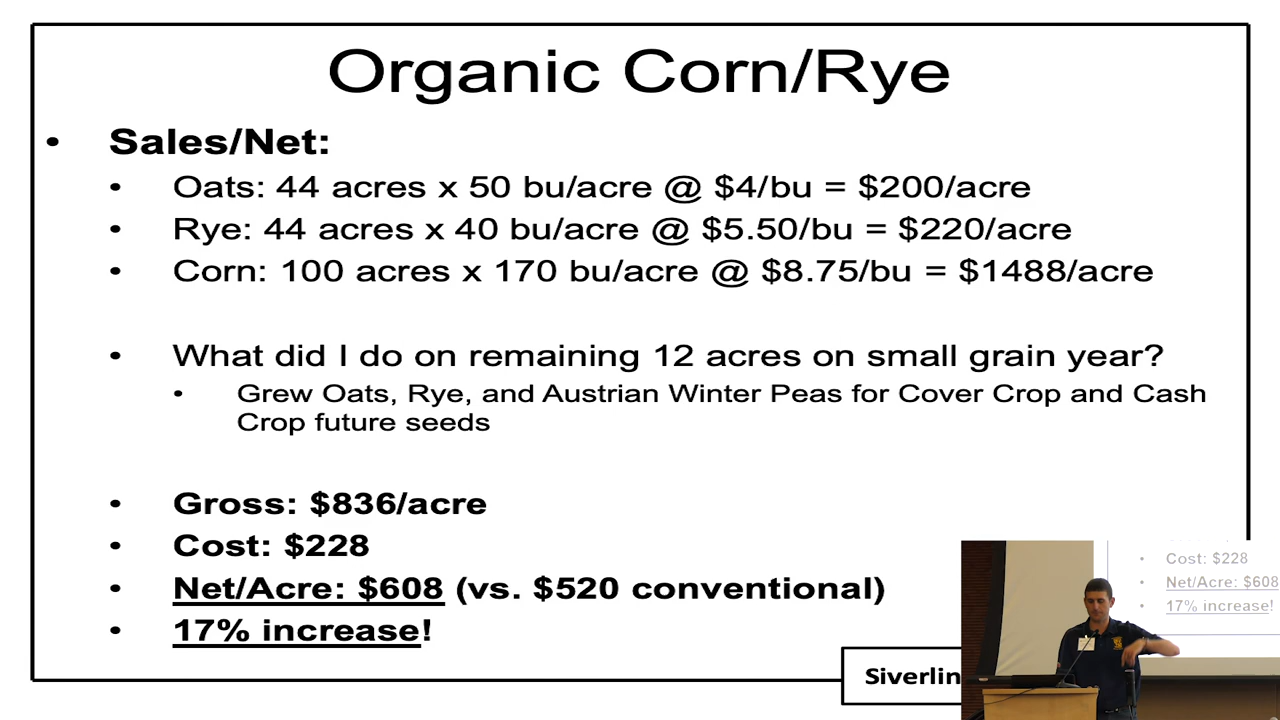 Organic Corn/Rye
• Sales/Net:
• Oats: 44 acres x 50 bu/acre @ $4/bu = $200/acre
• Rye: 44 acres x 40 bu/acre @ $5.50/bu = $220/acre
• Corn: 100 acres x 170 bu/acre @ $8.75/bu = $1488/acre
• What did I do on remaining 12 acres on small grain year?
• Grew Oats, Rye, and Austrian Winter Peas for Cover Crop and Cash
Crop future seeds
• Gross: $836/acre
• Cost: $228
• Net/Acre: $608 (vs. $520 conventional)
• 17% increase!
Siverlin
• Cost: $228
• Net/Acre: $608
• 17% increase!